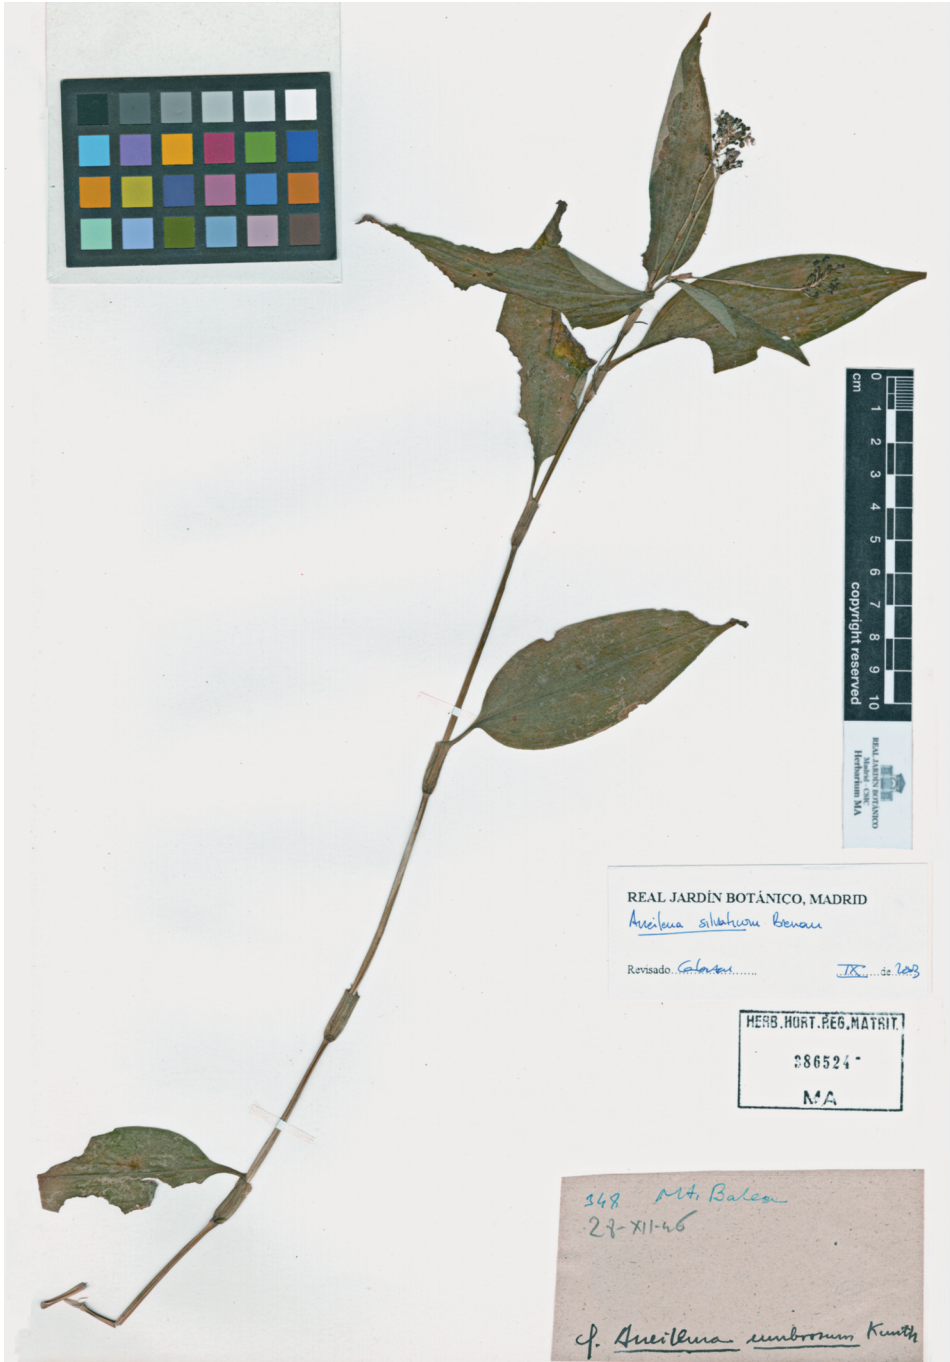 cm 0 1 2 3 4 5 6 7 8 9 10
copyright reserved
REAL JARDÍN BOTÁNICO
Madrid - CSIC
Herbarium MA
REAL JARDÍN BOTÁNICO, MADRID
Aneilema silvaticum Brenan
Revisado IX de 2003
HERB. HORT. REG. MATRIT.
386524
MA
348 Mt. Balea
28-XII-46
cf. Aneilema umbrosum Kunth